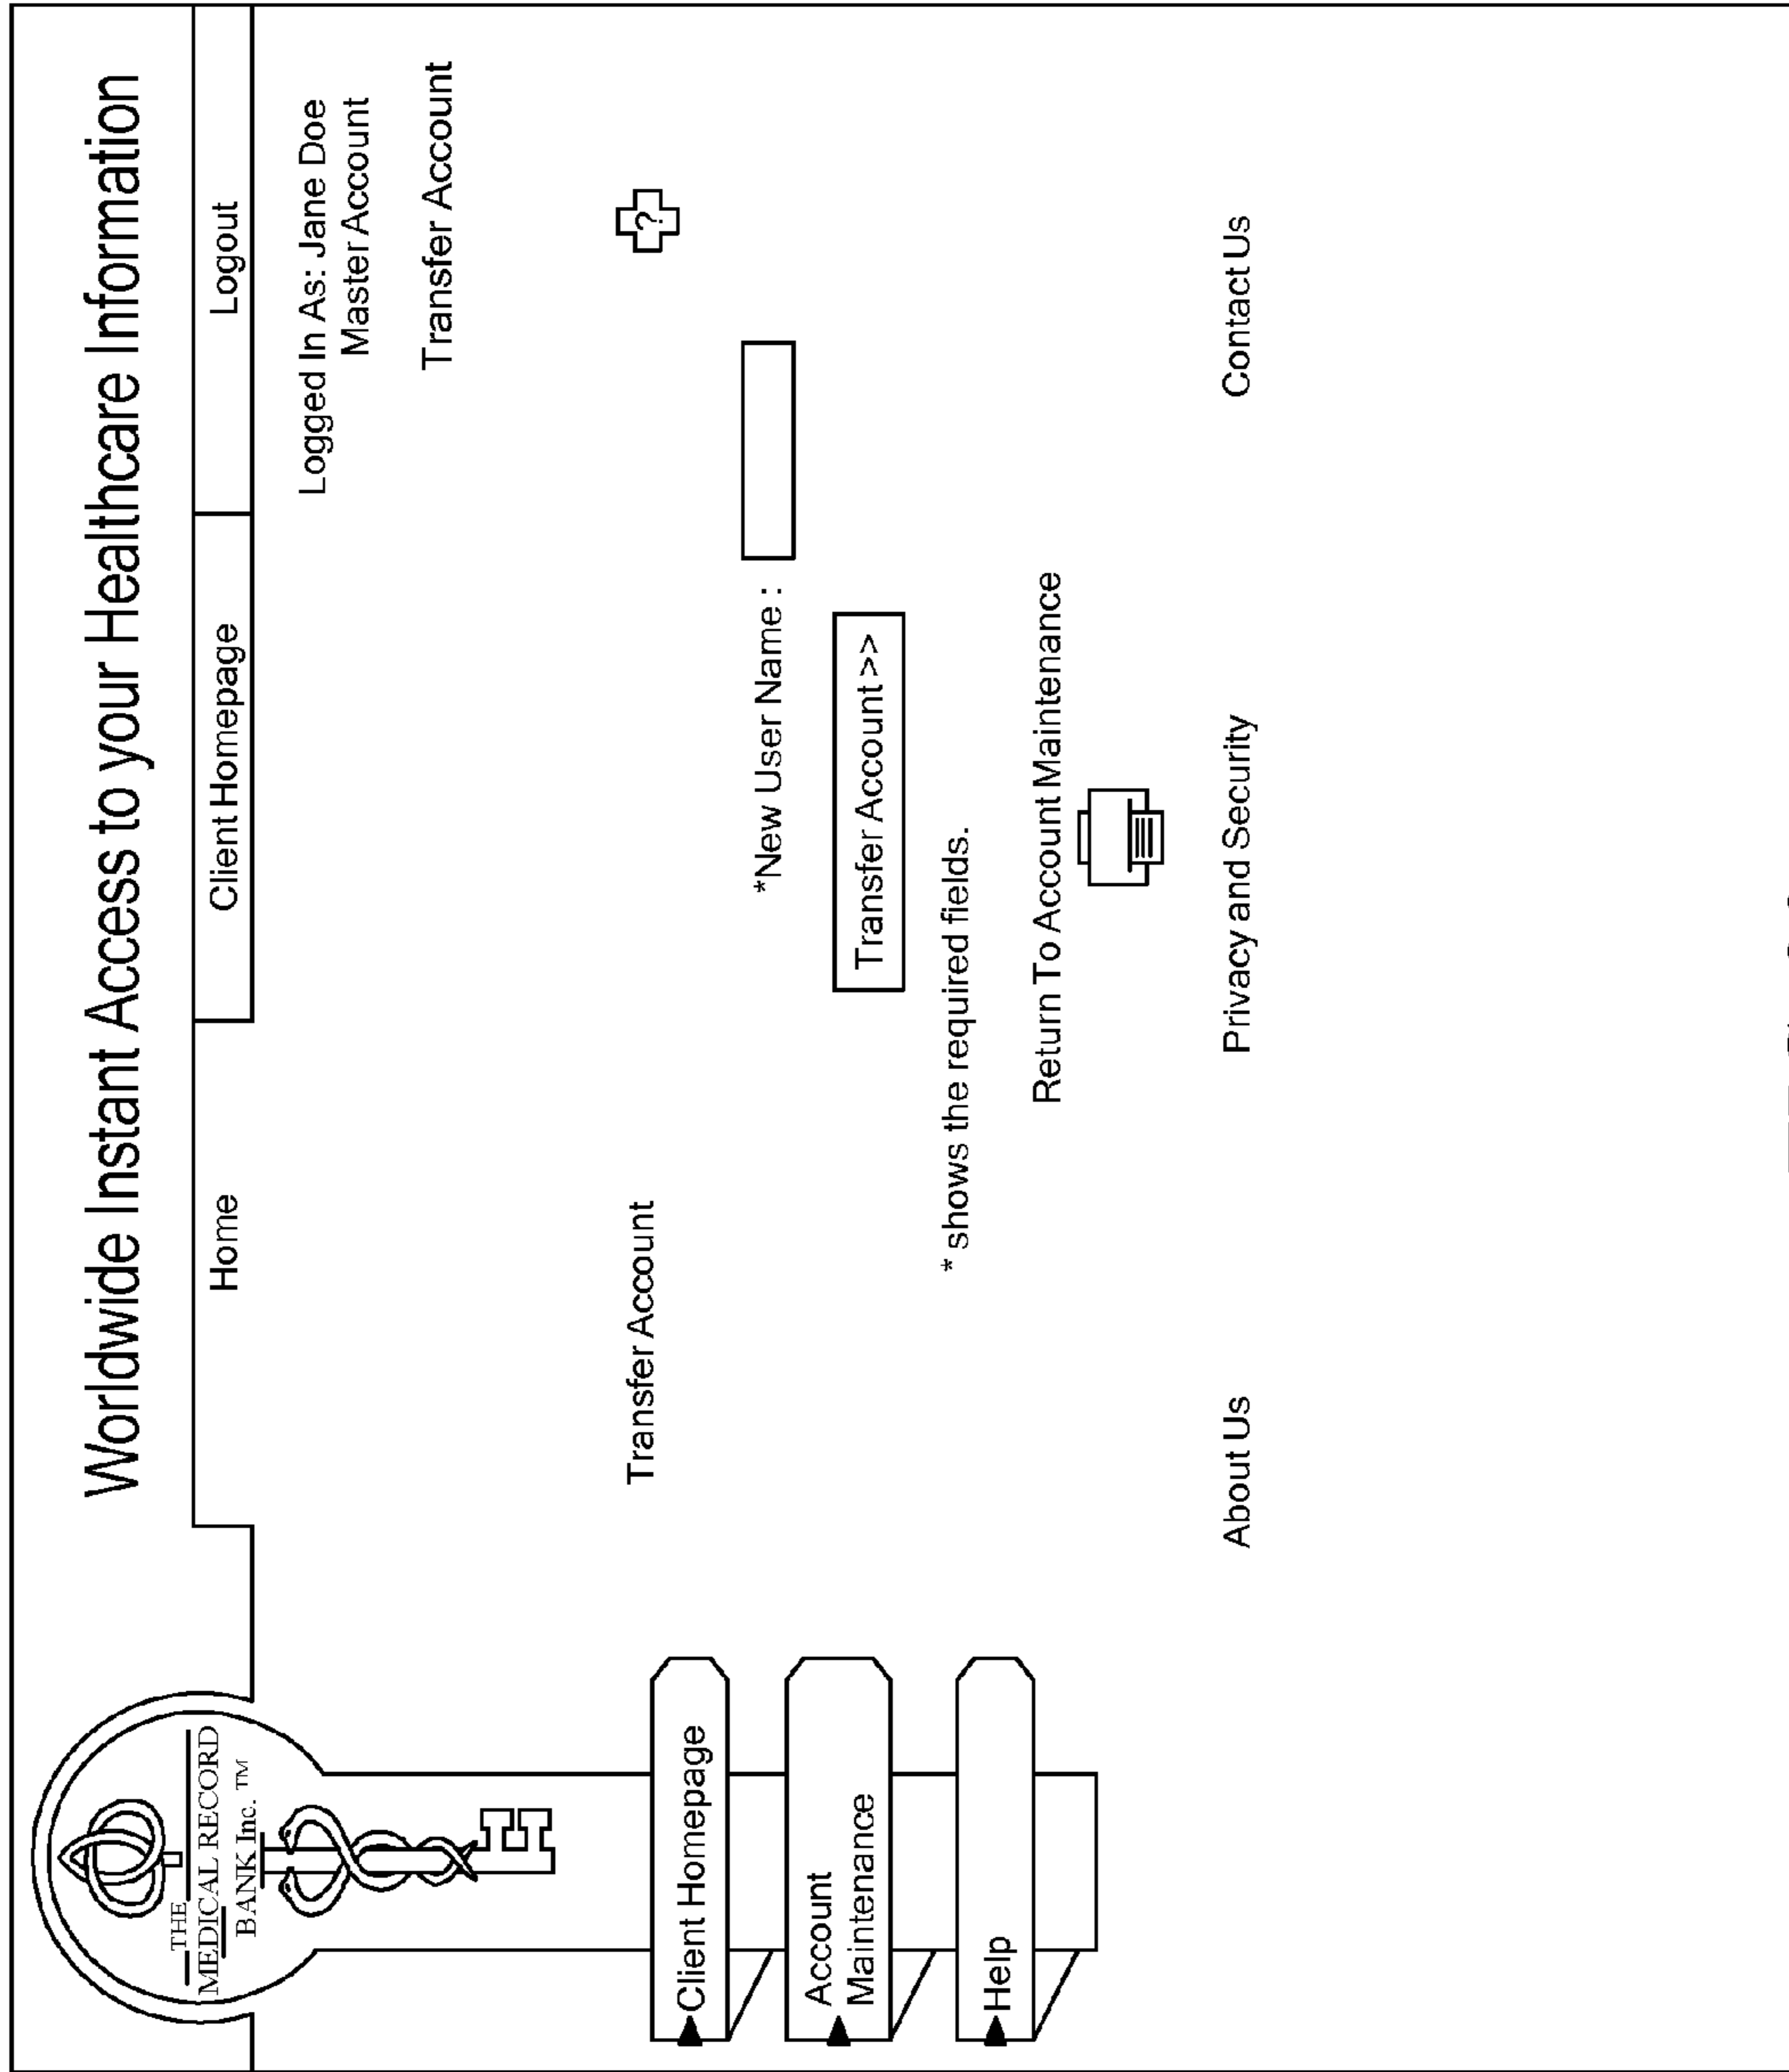 Worldwide Instant Access to your Healthcare Information
THE
MEDICAL RECORD
BANK Inc. ™
Home
Client Homepage
Logout
Logged In As: Jane Doe
Master Account
Transfer Account
Transfer Account
?
*New User Name :
Transfer Account >>
* shows the required fields.
Return To Account Maintenance
Client Homepage
Account
Maintenance
Help
About Us
Privacy and Security
Contact Us